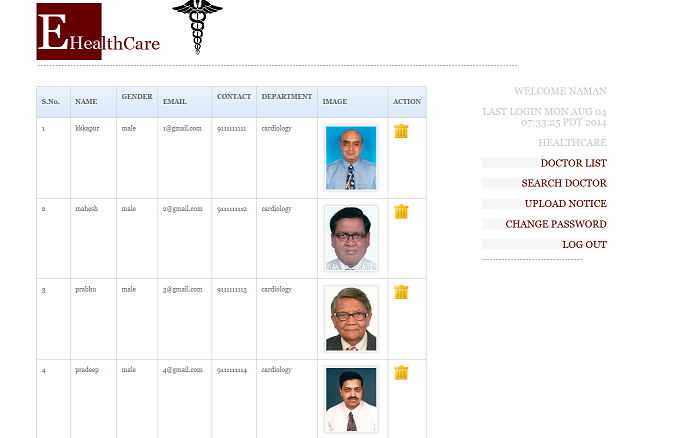 EHealthCare
WELCOME NAMAN
LAST LOGIN MON AUG 04
07:33:25 PDT 2014
HEALTHCARE
DOCTOR LIST
SEARCH DOCTOR
UPLOAD NOTICE
CHANGE PASSWORD
LOG OUT
S.No. NAME GENDER EMAIL CONTACT DEPARTMENT IMAGE ACTION
1 kkkapur male 1@gmail.com 9111111111 cardiology
2 mahesh male 2@gmail.com 9111111112 cardiology
3 prabhu male 3@gmail.com 9111111113 cardiology
4 pradeep male 4@gmail.com 9111111114 cardiology